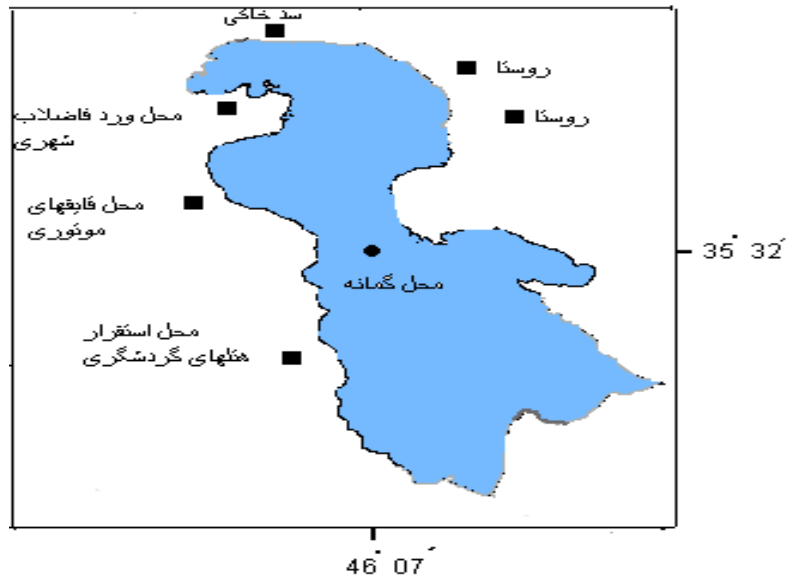 سد خاکی
روستا
روستا
محل ورد فاضلاب
شهری
محل قایقهای
موتوری
35° 32′
محل گمانه
محل استقرار
هتلهای گردشگری
46° 07′